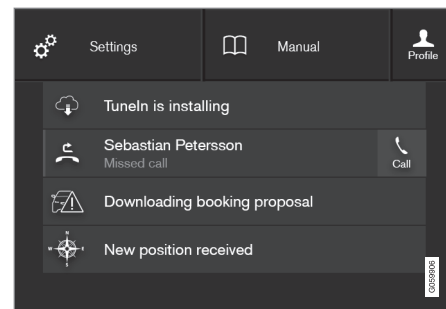 Settings
Manual
Profile
TuneIn is installing
Sebastian Petersson
Missed call
Call
Downloading booking proposal
N
W
E
S
New position received
G059906